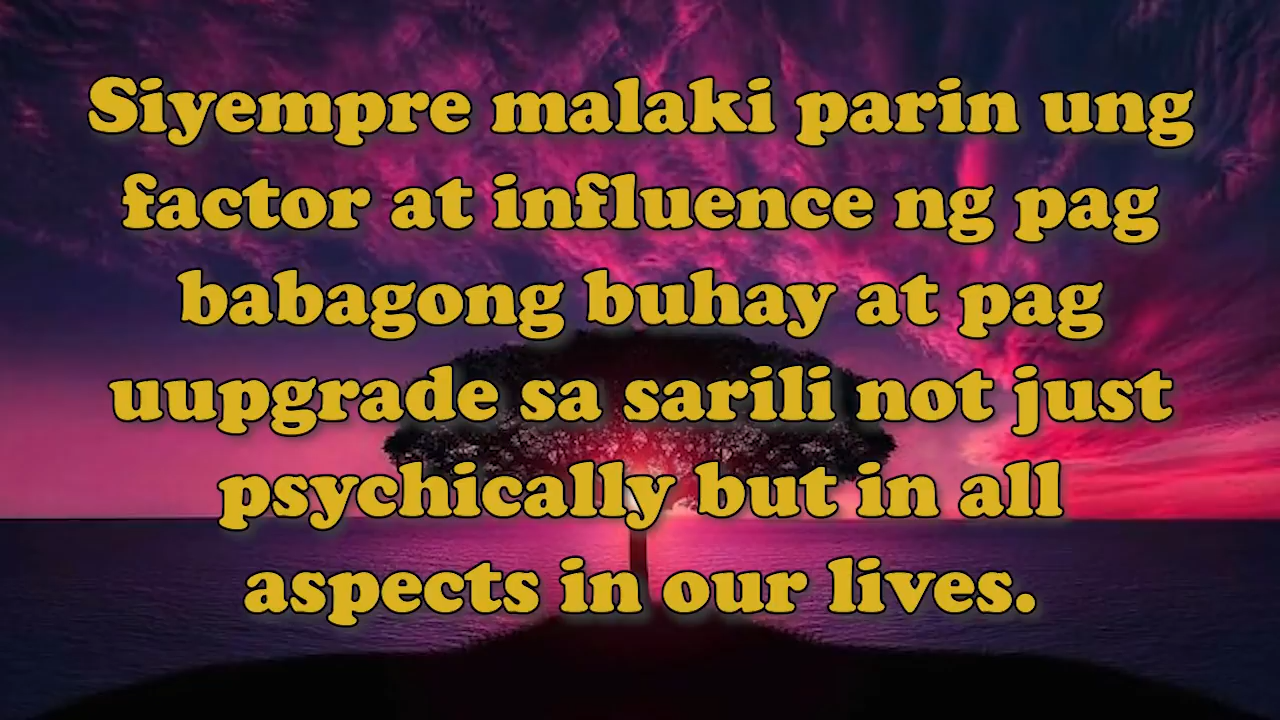 Siyempre malaki parin ung
factor at influence ng pag
babagong buhay at pag
uupgrade sa sarili not just
psychically but in all
aspects in our lives.